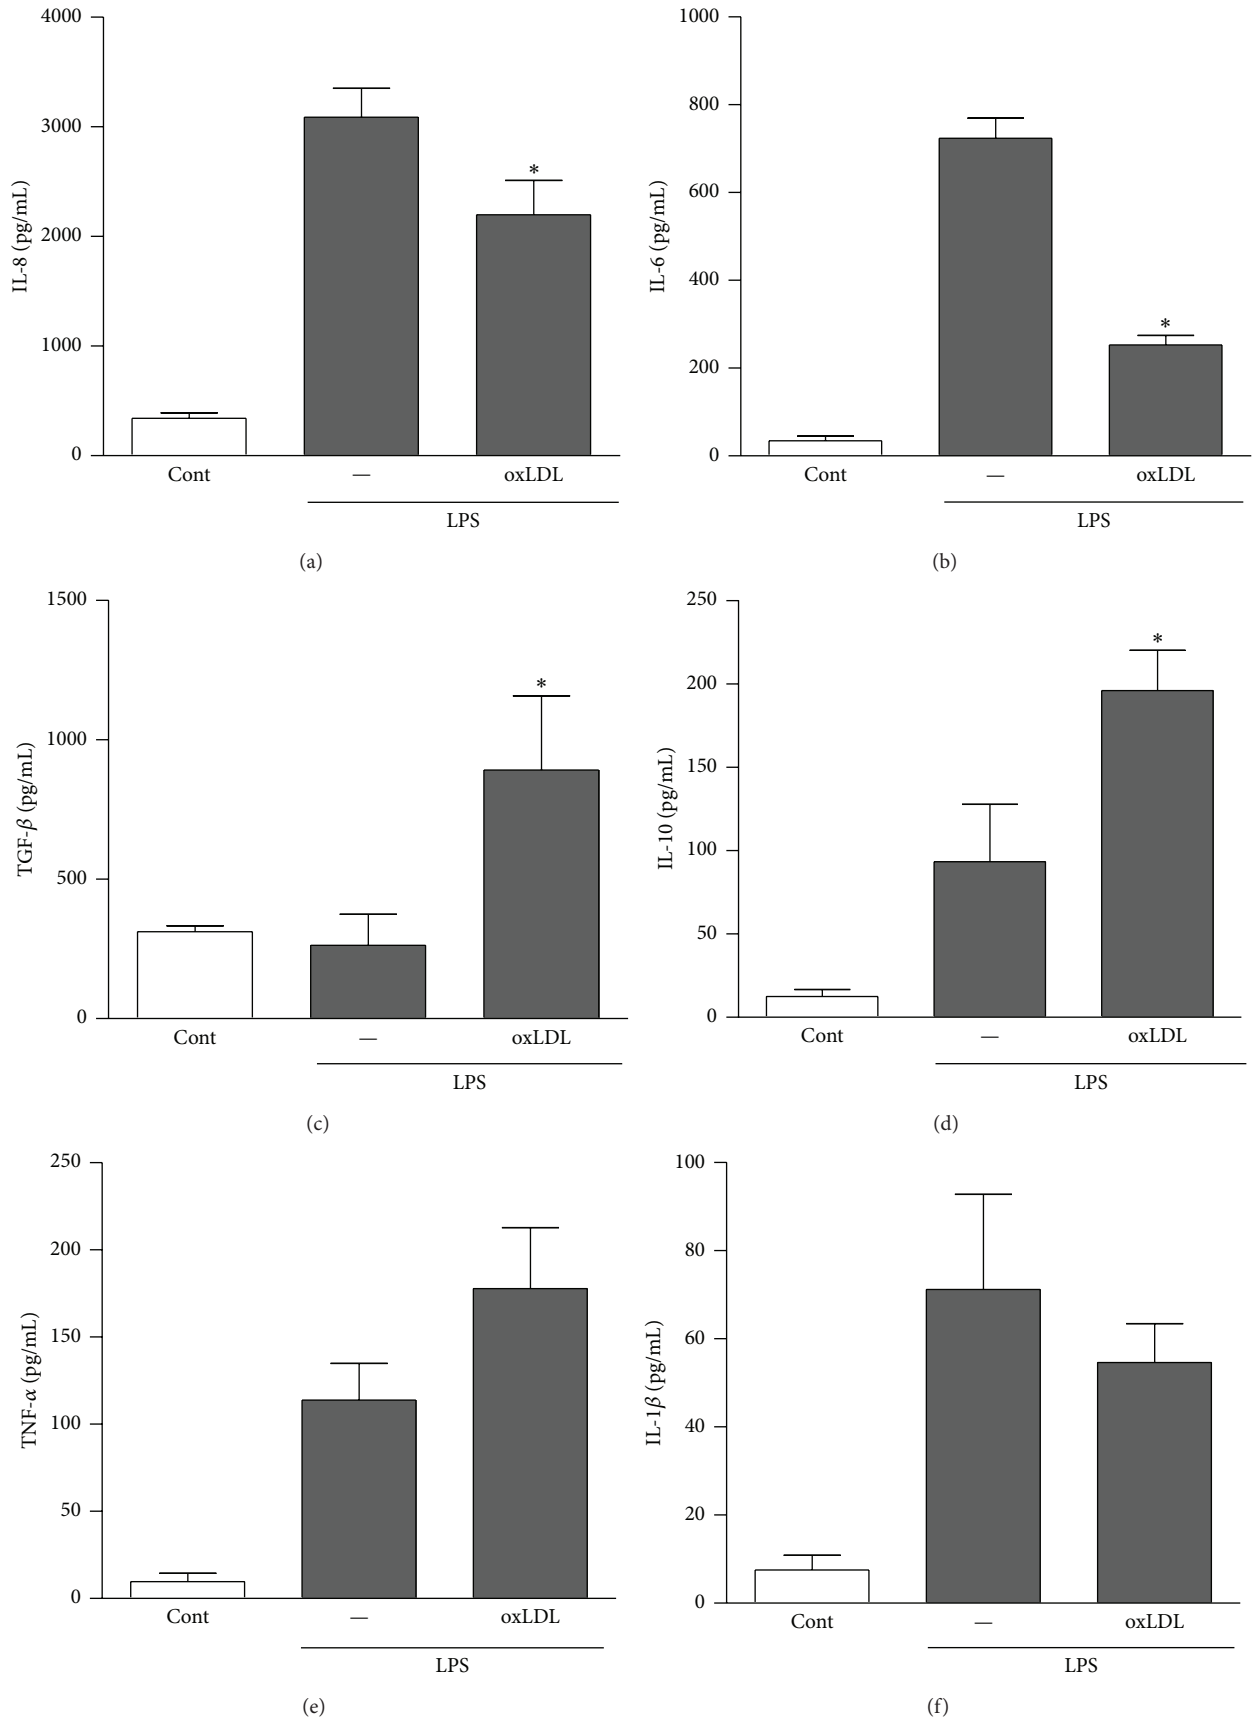 4000
3000
2000
1000
0
IL-8 (pg/mL)
*
Cont
—
oxLDL
LPS
(a)
1000
800
600
400
200
0
IL-6 (pg/mL)
*
Cont
—
oxLDL
LPS
(b)
1500
1000
500
0
TGF-β (pg/mL)
*
Cont
—
oxLDL
LPS
(c)
250
200
150
100
50
0
IL-10 (pg/mL)
*
Cont
—
oxLDL
LPS
(d)
250
200
150
100
50
0
TNF-α (pg/mL)
Cont
—
oxLDL
LPS
(e)
100
80
60
40
20
0
IL-1β (pg/mL)
Cont
—
oxLDL
LPS
(f)